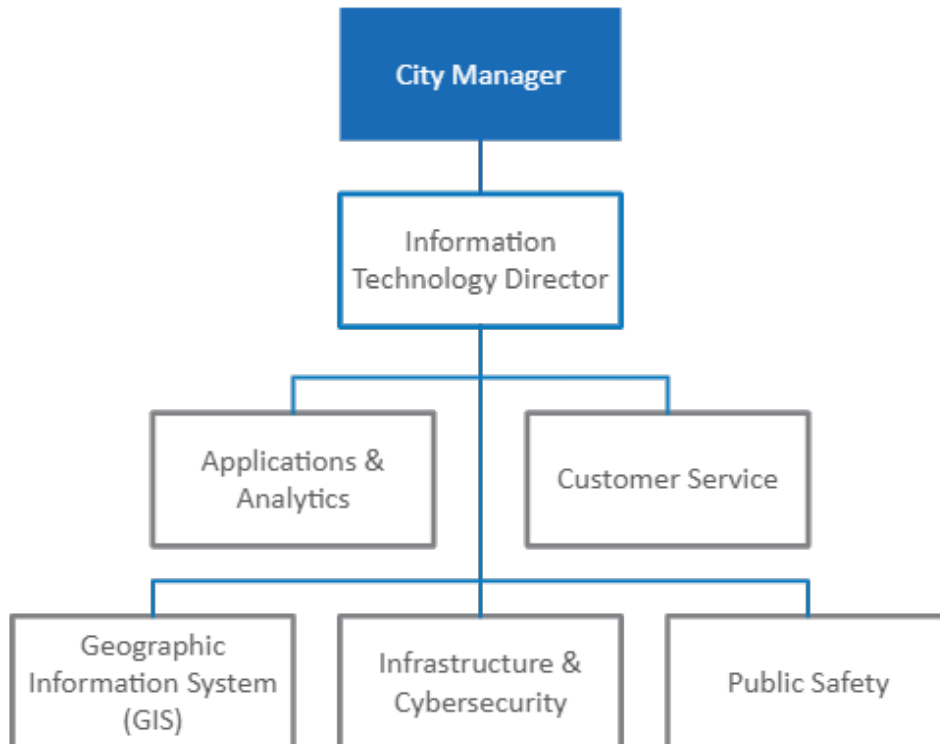 City Manager
Information
Technology Director
Applications &
Analytics
Customer Service
Geographic
Information System
(GIS)
Infrastructure &
Cybersecurity
Public Safety